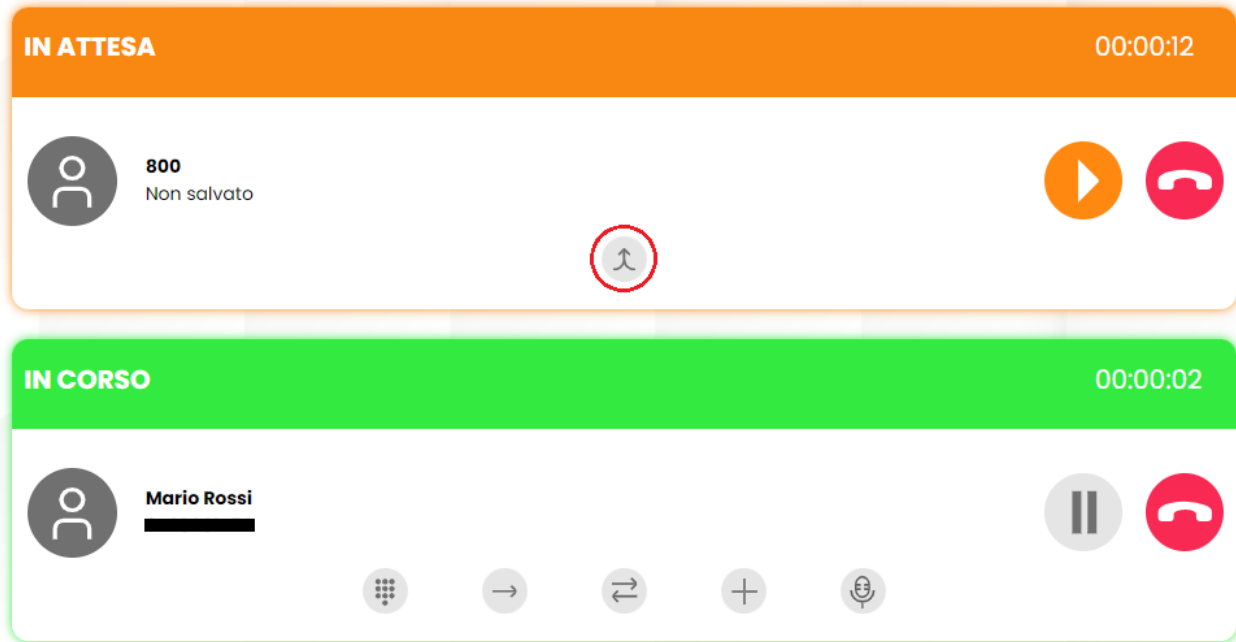 IN ATTESA 00:00:12
800
Non salvato
IN CORSO 00:00:02
Mario Rossi